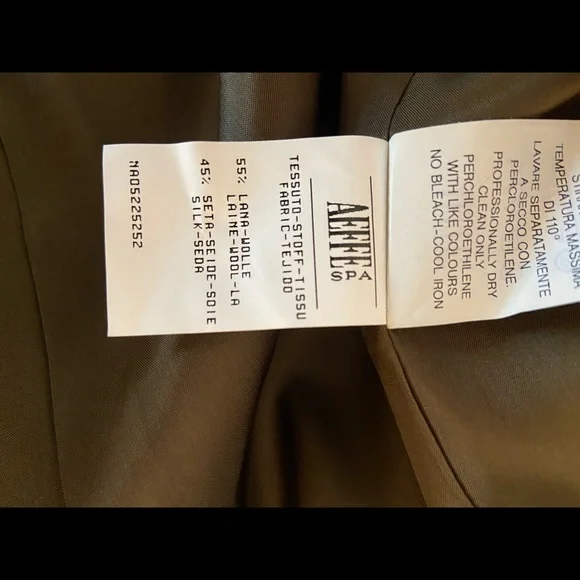 TEMPERATURA MASSIMA
DI 110°
LAVARE SEPARATAMENTE
A SECCO CON
PERCLOROETILENE.
PROFESSIONALLY DRY
CLEAN ONLY
PERCHLOROETHELENE
WITH LIKE COLOURS
NO BLEACH-COOL IRON
AEFFE SPA
TESSUTO-STOFF-TISSU
FABRIC-TEJIDO
55% LANA-WOLLE
LAINE-WOOL-LA
45% SETA-SEIDE-SOIE
SILK-SEDA
NA05225252